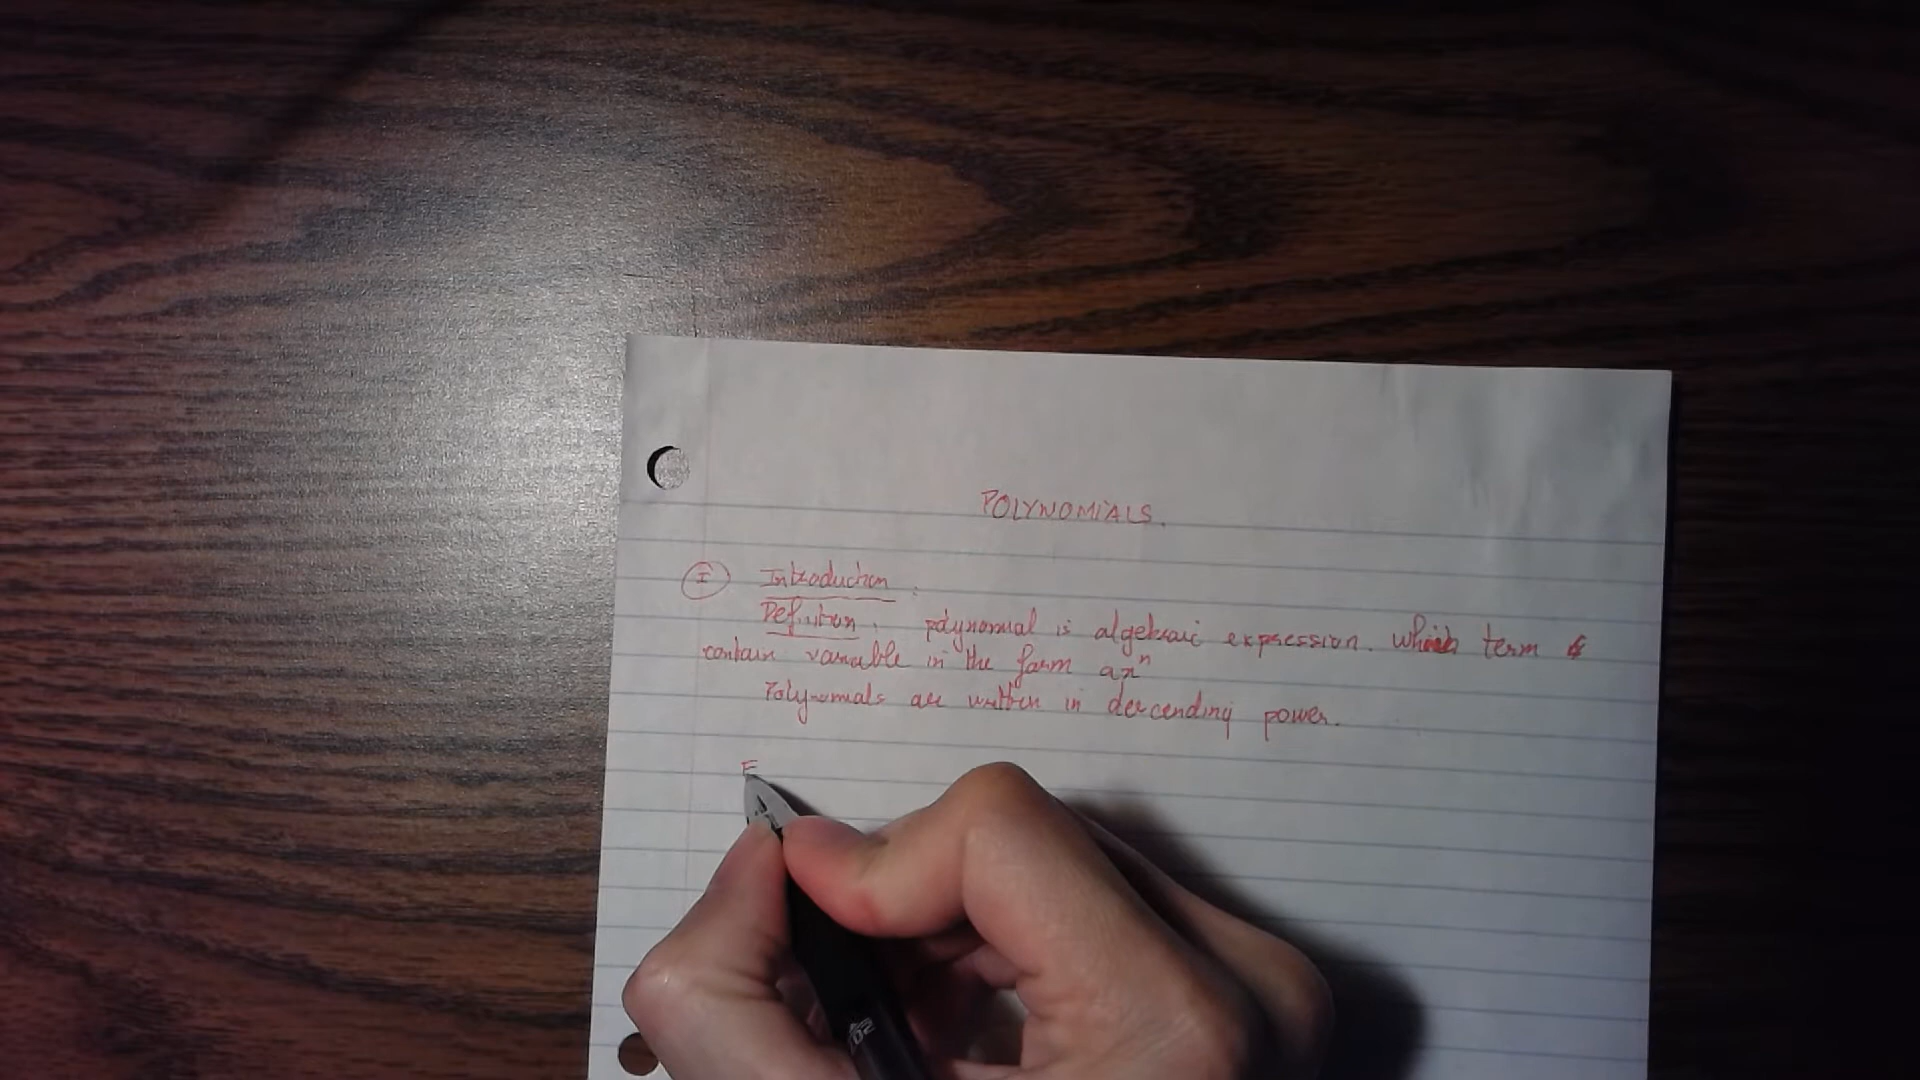 POLYNOMIALS.
I Introduction.
Definition: polynomial is algebraic expression. which term
contain variable in the form axⁿ
Polynomials are written in descending power.
E